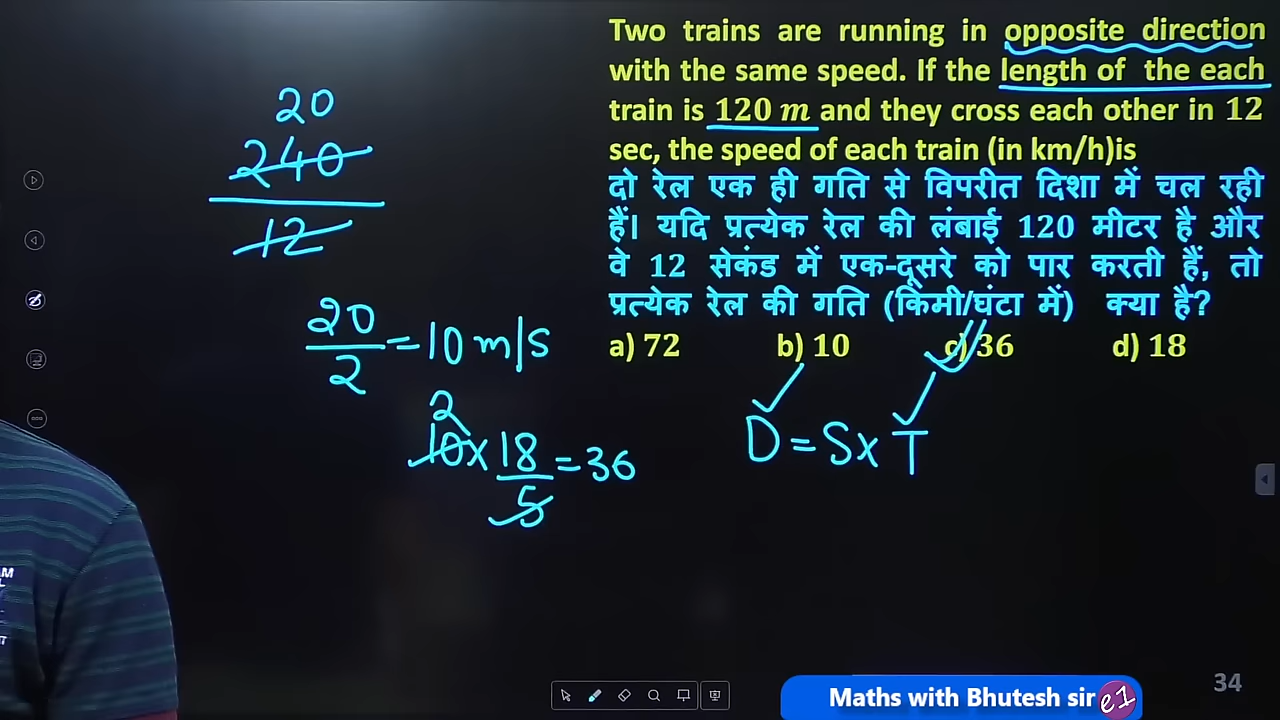 Two trains are running in opposite direction
with the same speed. If the length of the each
train is 120 m and they cross each other in 12
sec, the speed of each train (in km/h)is
दो रेल एक ही गति से विपरीत दिशा में चल रही
हैं। यदि प्रत्येक रेल की लंबाई 120 मीटर है और
वे 12 सेकंड में एक-दूसरे को पार करती हैं, तो
प्रत्येक रेल की गति (किमी/घंटा में) क्या है?
a) 72 b) 10 c) 36 d) 18
20
240
12
20
2 = 10 m/s
2
10 x 18 = 36
5
D = S x T
34
Maths with Bhutesh sir e1